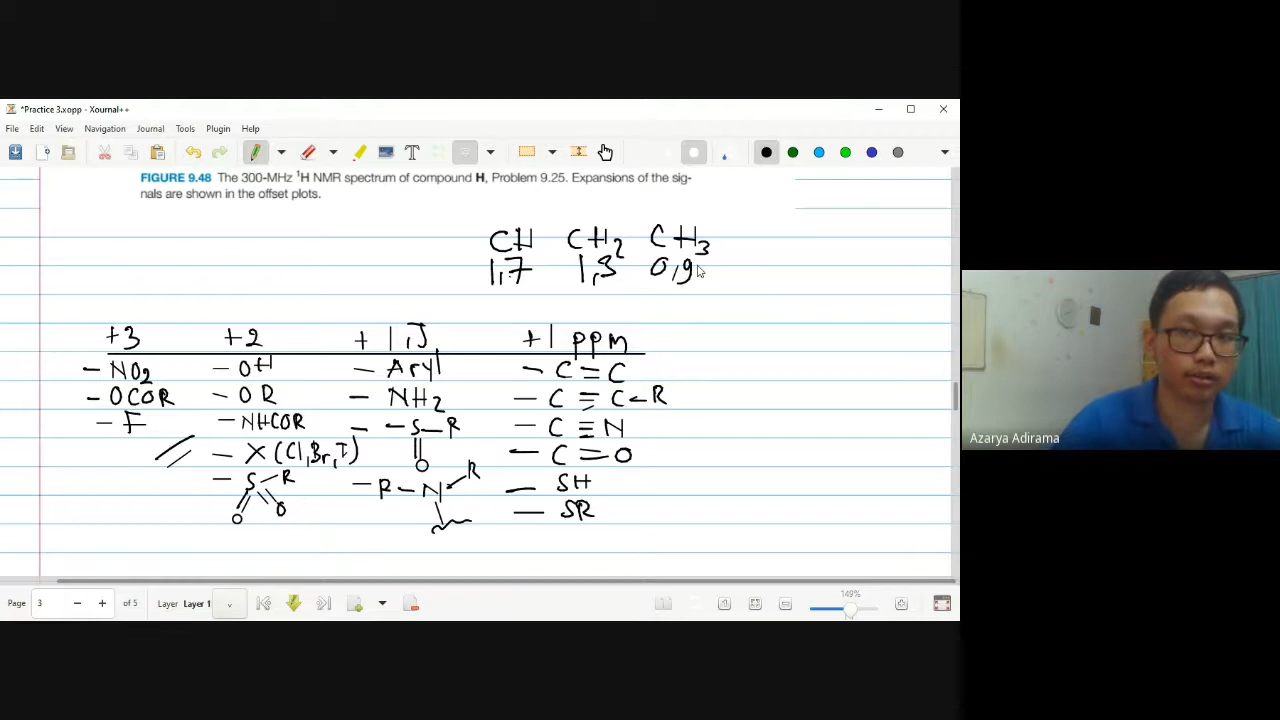 *Practice 3.xopp - Xournal++
File Edit View Navigation Journal Tools Plugin Help
FIGURE 9.48 The 300-MHz ¹H NMR spectrum of compound H, Problem 9.25. Expansions of the sig-
nals are shown in the offset plots.
CH CH2 CH3
1,7 1,3 0,9
+3 +2 +1,5 +1 ppm
- NO2 - OH - Aryl - C=C
- OCOR - OR - NH2 - C≡C-R
- F - NHCOR - -S-R - C≡N
- X (Cl, Br, I) O - C=O
- S-R - R-N-R - SH
O O - SR
Azarya Adirama
Page 3 - + of 5 Layer Layer 1 149%